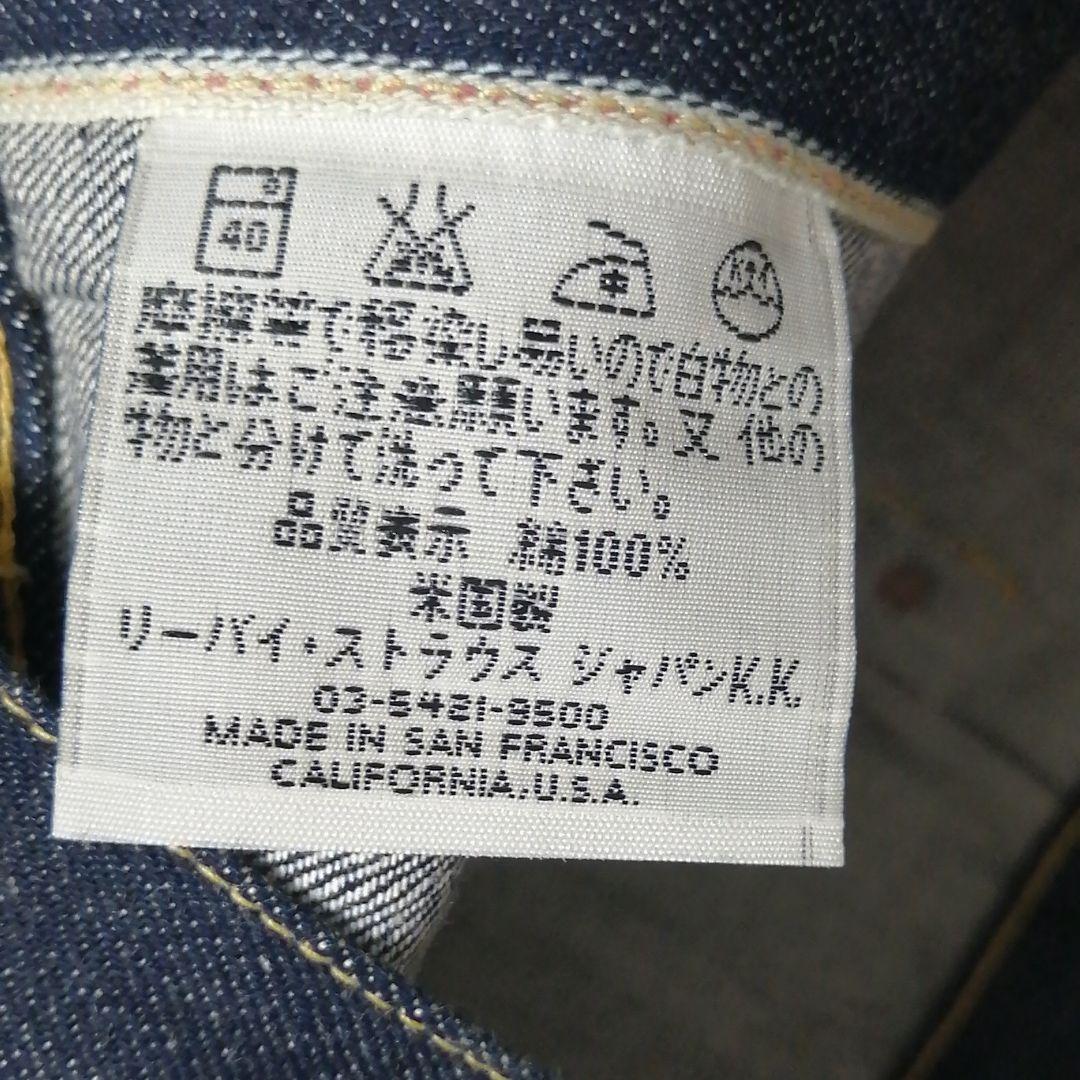 40
摩擦等で移染し易いので白物との
着用はご注意願います。又 他の
物と分けて洗って下さい。
品質表示 綿100%
米国製
リーバイ・ストラウス ジャパンK.K.
03-5421-9500
MADE IN SAN FRANCISCO
CALIFORNIA,U.S.A.